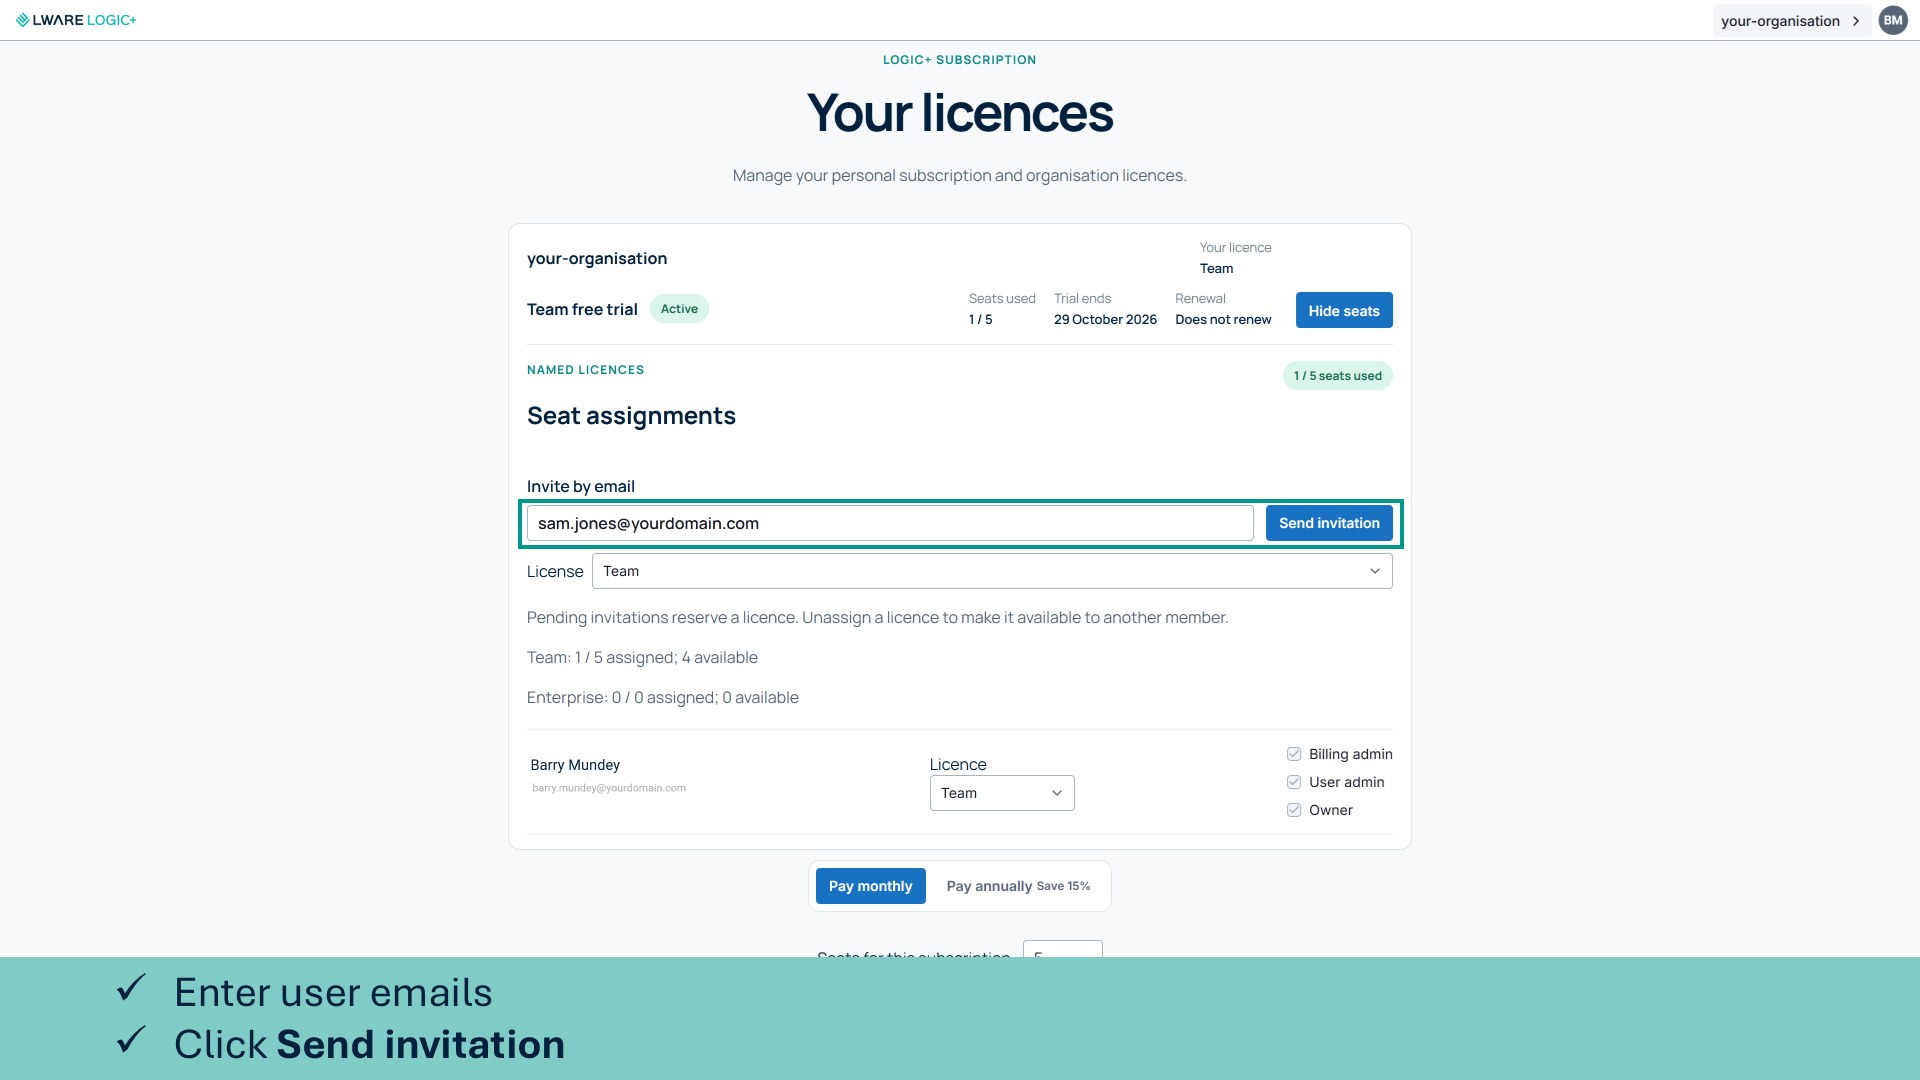 LWARE LOGIC+
your-organisation
BM
LOGIC+ SUBSCRIPTION
Your licences
Manage your personal subscription and organisation licences.
your-organisation
Your licence
Team
Team free trial
Active
Seats used
1 / 5
Trial ends
29 October 2026
Renewal
Does not renew
Hide seats
NAMED LICENCES
1 / 5 seats used
Seat assignments
Invite by email
sam.jones@yourdomain.com
Send invitation
License
Team
Pending invitations reserve a licence. Unassign a licence to make it available to another member.
Team: 1 / 5 assigned; 4 available
Enterprise: 0 / 0 assigned; 0 available
Barry Mundey
barry.mundey@yourdomain.com
Licence
Team
Billing admin
User admin
Owner
Pay monthly
Pay annually Save 15%
Seats for this subscription
5
✓ Enter user emails
✓ Click Send invitation